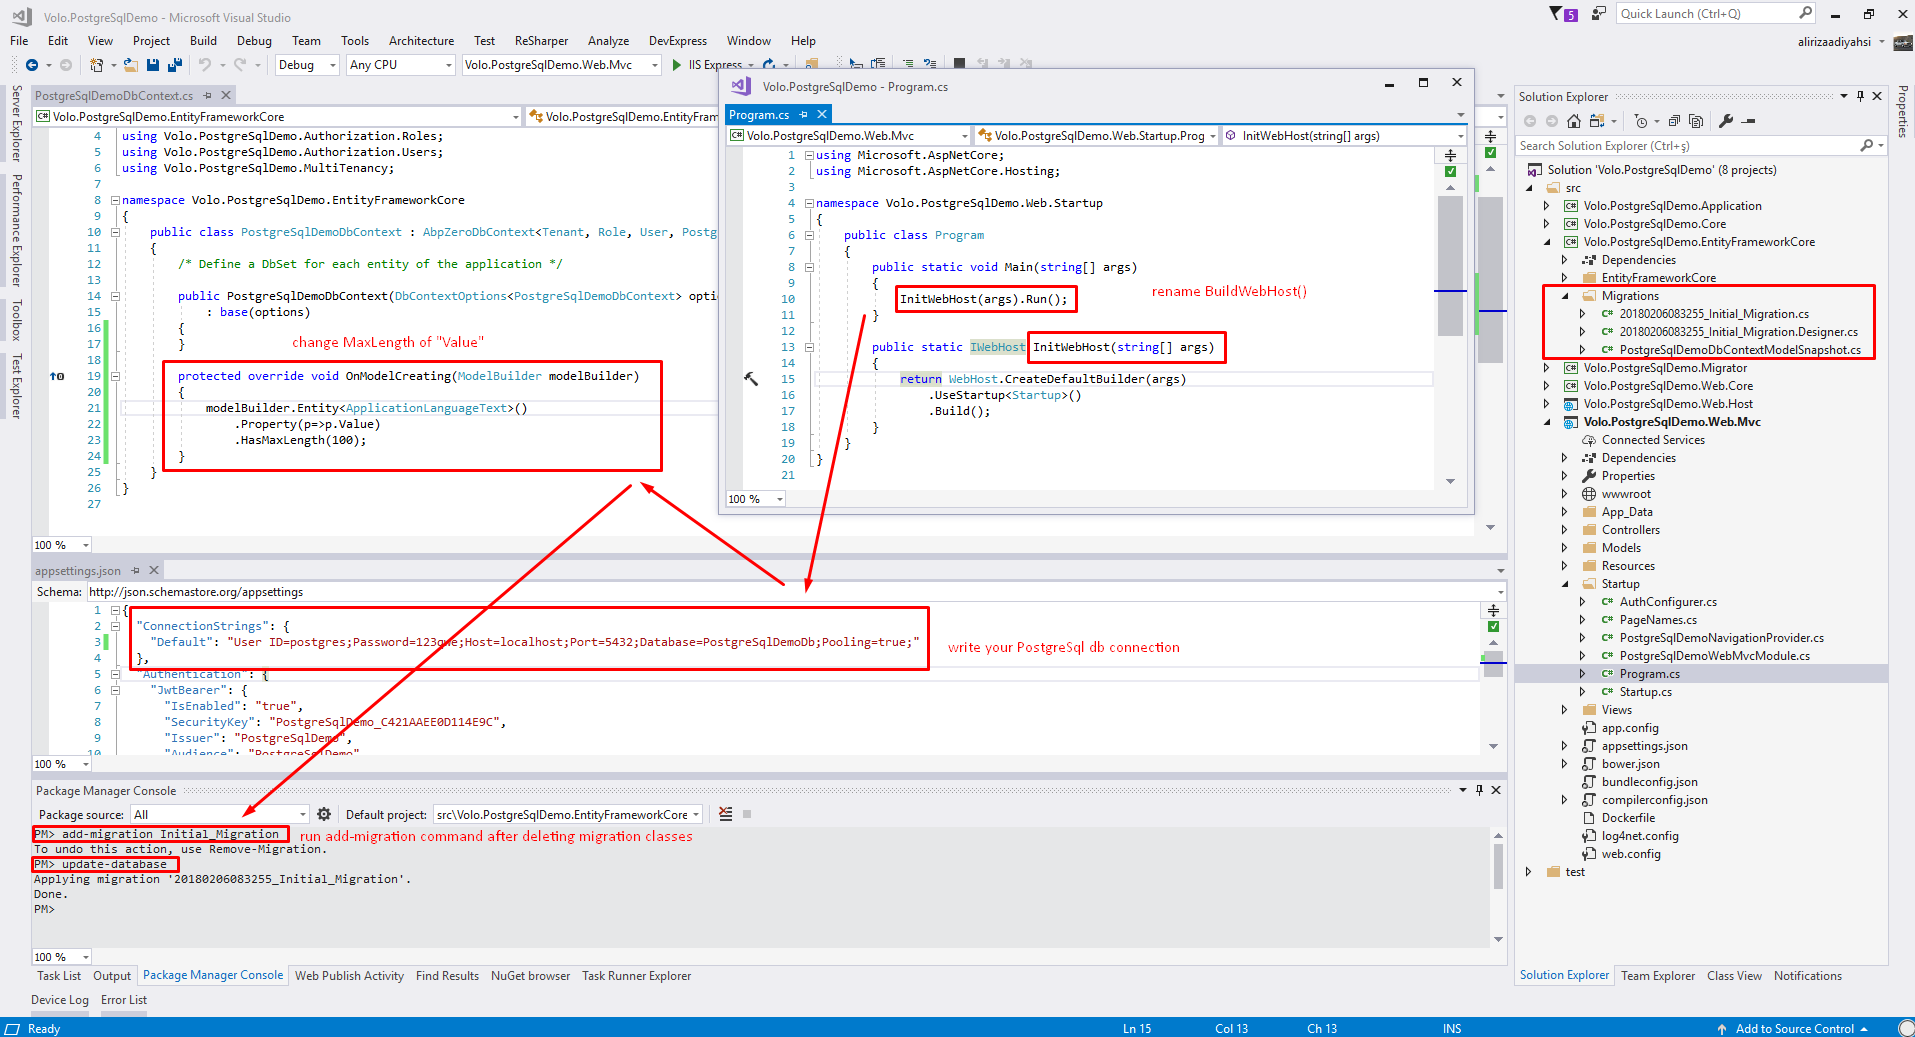 Volo.PostgreSqlDemo - Microsoft Visual Studio
5
Quick Launch (Ctrl+Q)
File Edit View Project Build Debug Team Tools Architecture Test ReSharper Analyze DevExpress Window Help
alirizaadiyahsi
Debug Any CPU Volo.PostgreSqlDemo.Web.Mvc IIS Express
Server Explorer
Performance Explorer
Toolbox
Test Explorer
PostgreSqlDemoDbContext.cs
Volo.PostgreSqlDemo.EntityFrameworkCore Volo.PostgreSqlDemo.EntityFram
4 using Volo.PostgreSqlDemo.Authorization.Roles;
5 using Volo.PostgreSqlDemo.Authorization.Users;
6 using Volo.PostgreSqlDemo.MultiTenancy;
7
8 namespace Volo.PostgreSqlDemo.EntityFrameworkCore
9 {
10 public class PostgreSqlDemoDbContext : AbpZeroDbContext<Tenant, Role, User, Postg
11 {
12 /* Define a DbSet for each entity of the application */
13
14 public PostgreSqlDemoDbContext(DbContextOptions<PostgreSqlDemoDbContext> optio
15 : base(options)
16 {
17 }
change MaxLength of "Value"
18
19 protected override void OnModelCreating(ModelBuilder modelBuilder)
20 {
21 modelBuilder.Entity<ApplicationLanguageText>()
22 .Property(p=>p.Value)
23 .HasMaxLength(100);
24 }
25 }
26 }
27
100 %
Volo.PostgreSqlDemo - Program.cs
Program.cs
Volo.PostgreSqlDemo.Web.Mvc Volo.PostgreSqlDemo.Web.Startup.Prog InitWebHost(string[] args)
1 using Microsoft.AspNetCore;
2 using Microsoft.AspNetCore.Hosting;
3
4 namespace Volo.PostgreSqlDemo.Web.Startup
5 {
6 public class Program
7 {
8 public static void Main(string[] args)
9 {
10 InitWebHost(args).Run();
rename BuildWebHost()
11 }
12
13 public static IWebHost InitWebHost(string[] args)
14 {
15 return WebHost.CreateDefaultBuilder(args)
16 .UseStartup<Startup>()
17 .Build();
18 }
19 }
20 }
21
100 %
appsettings.json
Schema: http://json.schemastore.org/appsettings
1 {
2 "ConnectionStrings": {
3 "Default": "User ID=postgres;Password=123qwe;Host=localhost;Port=5432;Database=PostgreSqlDemoDb;Pooling=true;"
write your PostgreSql db connection
4 },
5 "Authentication": {
6 "JwtBearer": {
7 "IsEnabled": "true",
8 "SecurityKey": "PostgreSqlDemo_C421AAEE0D114E9C",
9 "Issuer": "PostgreSqlDemo",
10 "Audience": "PostgreSqlDemo"
100 %
Package Manager Console
Package source: All Default project: src\Volo.PostgreSqlDemo.EntityFrameworkCore
PM> add-migration Initial_Migration
run add-migration command after deleting migration classes
To undo this action, use Remove-Migration.
PM> update-database
Applying migration '20180206083255_Initial_Migration'.
Done.
PM>
100 %
Task List Output Package Manager Console Web Publish Activity Find Results NuGet browser Task Runner Explorer
Device Log Error List
Solution Explorer
Search Solution Explorer (Ctrl+ş)
Solution 'Volo.PostgreSqlDemo' (8 projects)
src
Volo.PostgreSqlDemo.Application
Volo.PostgreSqlDemo.Core
Volo.PostgreSqlDemo.EntityFrameworkCore
Dependencies
EntityFrameworkCore
Migrations
20180206083255_Initial_Migration.cs
20180206083255_Initial_Migration.Designer.cs
PostgreSqlDemoDbContextModelSnapshot.cs
Volo.PostgreSqlDemo.Migrator
Volo.PostgreSqlDemo.Web.Core
Volo.PostgreSqlDemo.Web.Host
Volo.PostgreSqlDemo.Web.Mvc
Connected Services
Dependencies
Properties
wwwroot
App_Data
Controllers
Models
Resources
Startup
AuthConfigurer.cs
PageNames.cs
PostgreSqlDemoNavigationProvider.cs
PostgreSqlDemoWebMvcModule.cs
Program.cs
Startup.cs
Views
app.config
appsettings.json
bower.json
bundleconfig.json
compilerconfig.json
Dockerfile
log4net.config
web.config
test
Solution Explorer Team Explorer Class View Notifications
Properties
Ready Ln 15 Col 13 Ch 13 INS Add to Source Control